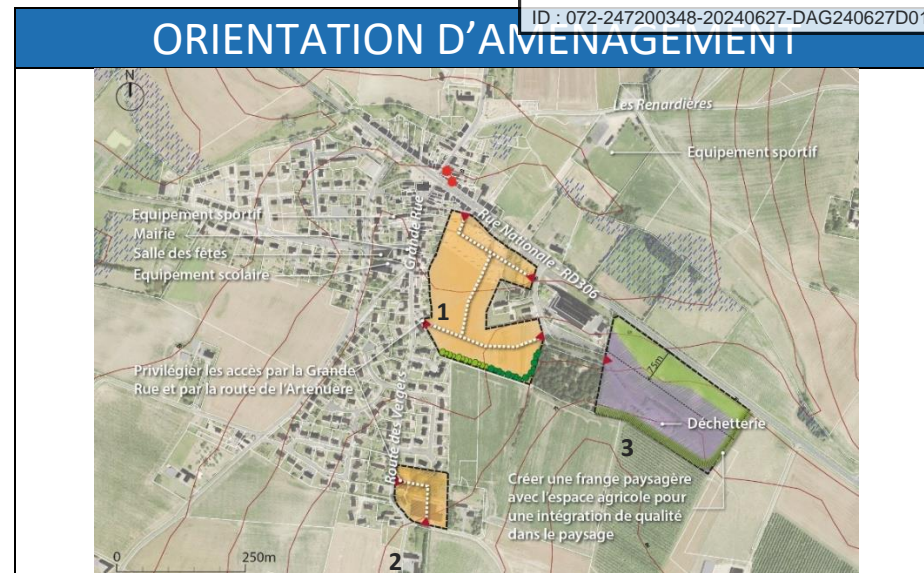 ID : 072-247200348-20240627-DAG240627D01
ORIENTATION D'AMENAGEMENT
N
Les Renardières
Equipement sportif
Equipement sportif
Mairie
Salle des fêtes
Equipement scolaire
Grande Rue
Rue Nationale - RD306
1
75m
Privilégier les accès par la Grande
Rue et par la route de l'Artenuère
Route des Vergers
Déchetterie
3
Créer une frange paysagère
avec l'espace agricole pour
une intégration de qualité
dans le paysage
0
250m
2